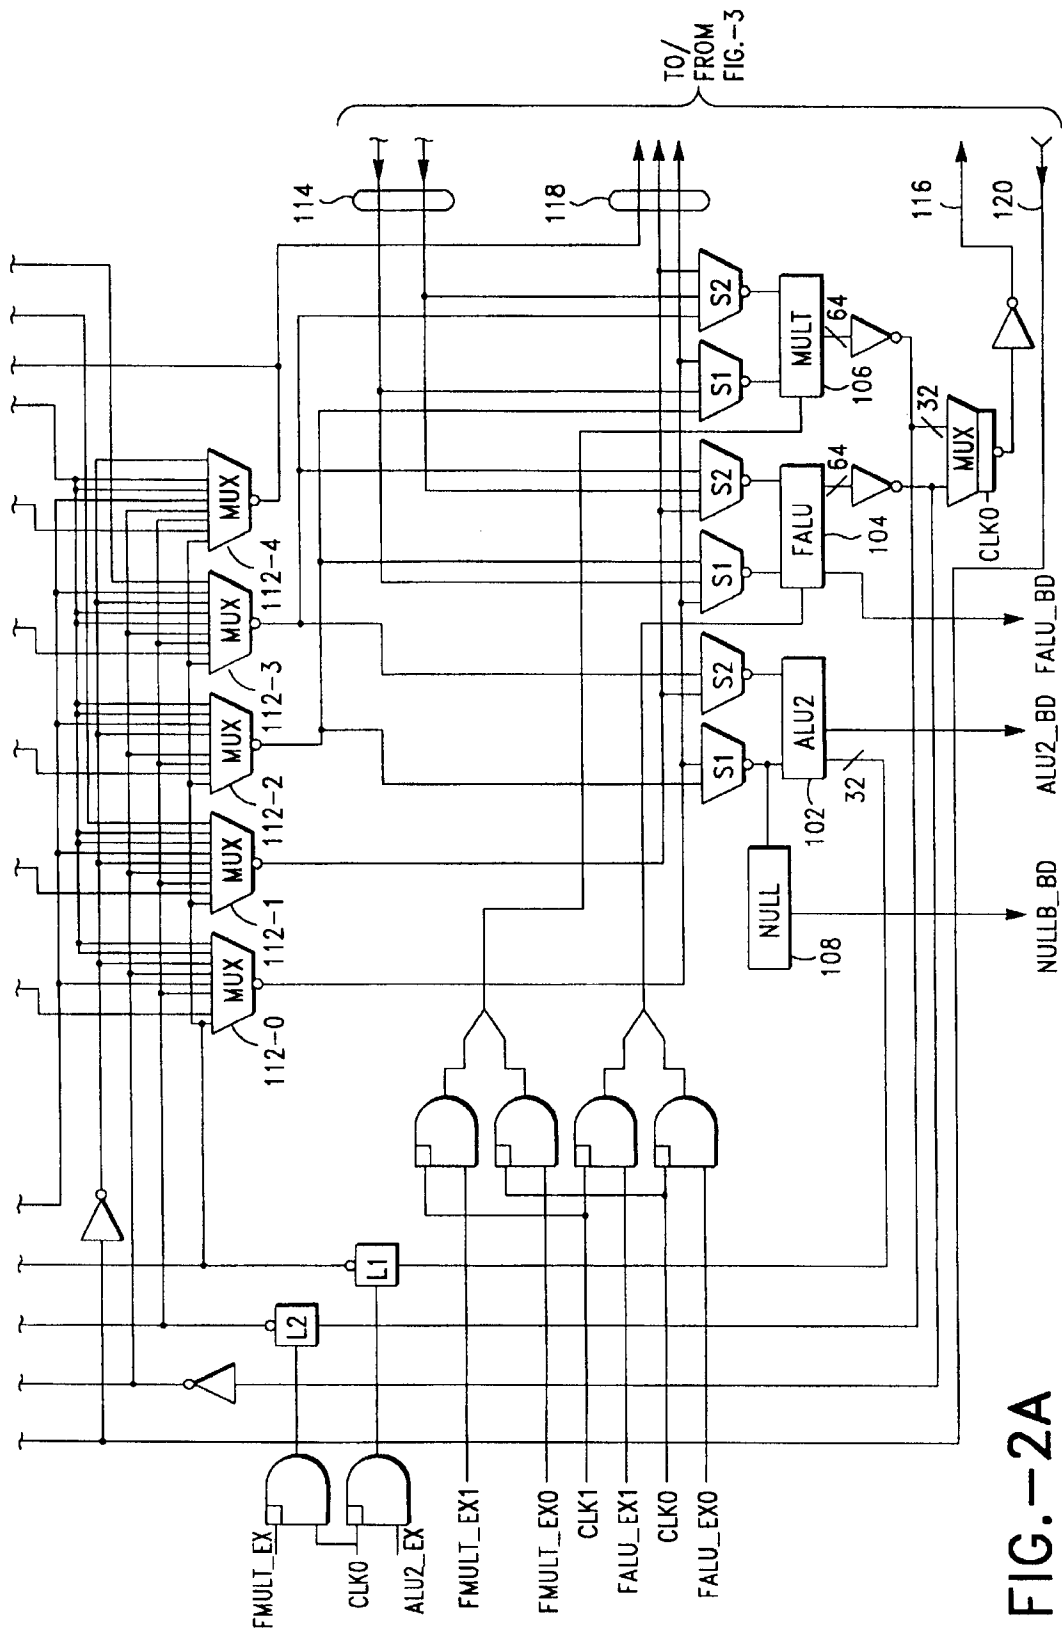 TO/
FROM
FIG.-3
114
118
116
120
MUX
112-4
MUX
112-3
MUX
112-2
MUX
112-1
MUX
112-0
S2
S1
S2
S1
S2
S1
MULT
106
64
FALU
104
64
ALU2
102
32
NULL
108
32
MUX
CLK0
FALU_BD
ALU2_BD
NULLB_BD
L1
L2
FMULT_EX
CLK0
ALU2_EX
FMULT_EX1
FMULT_EX0
CLK1
FALU_EX1
CLK0
FALU_EX0
FIG.-2A